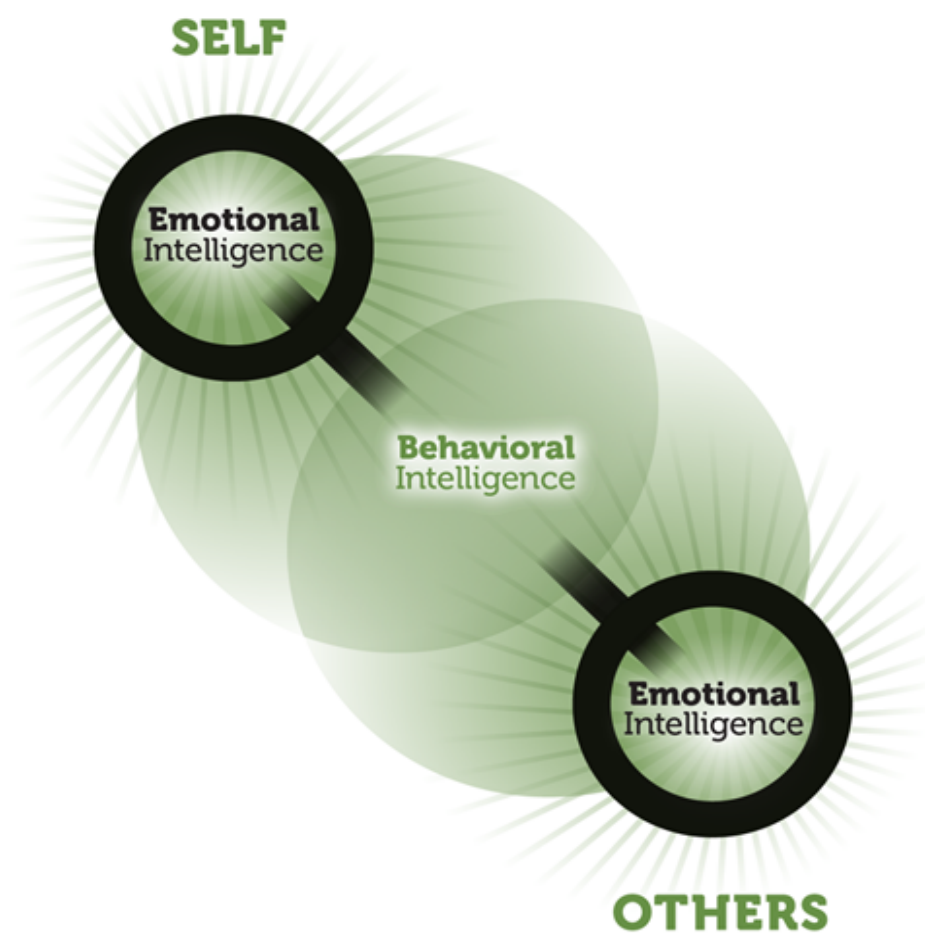 SELF
Emotional
Intelligence
Behavioral
Intelligence
Emotional
Intelligence
OTHERS